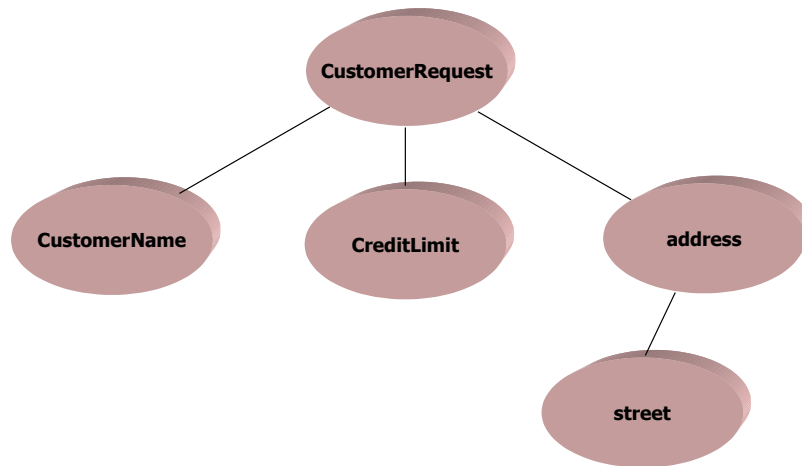 CustomerRequest
CustomerName
CreditLimit
address
street